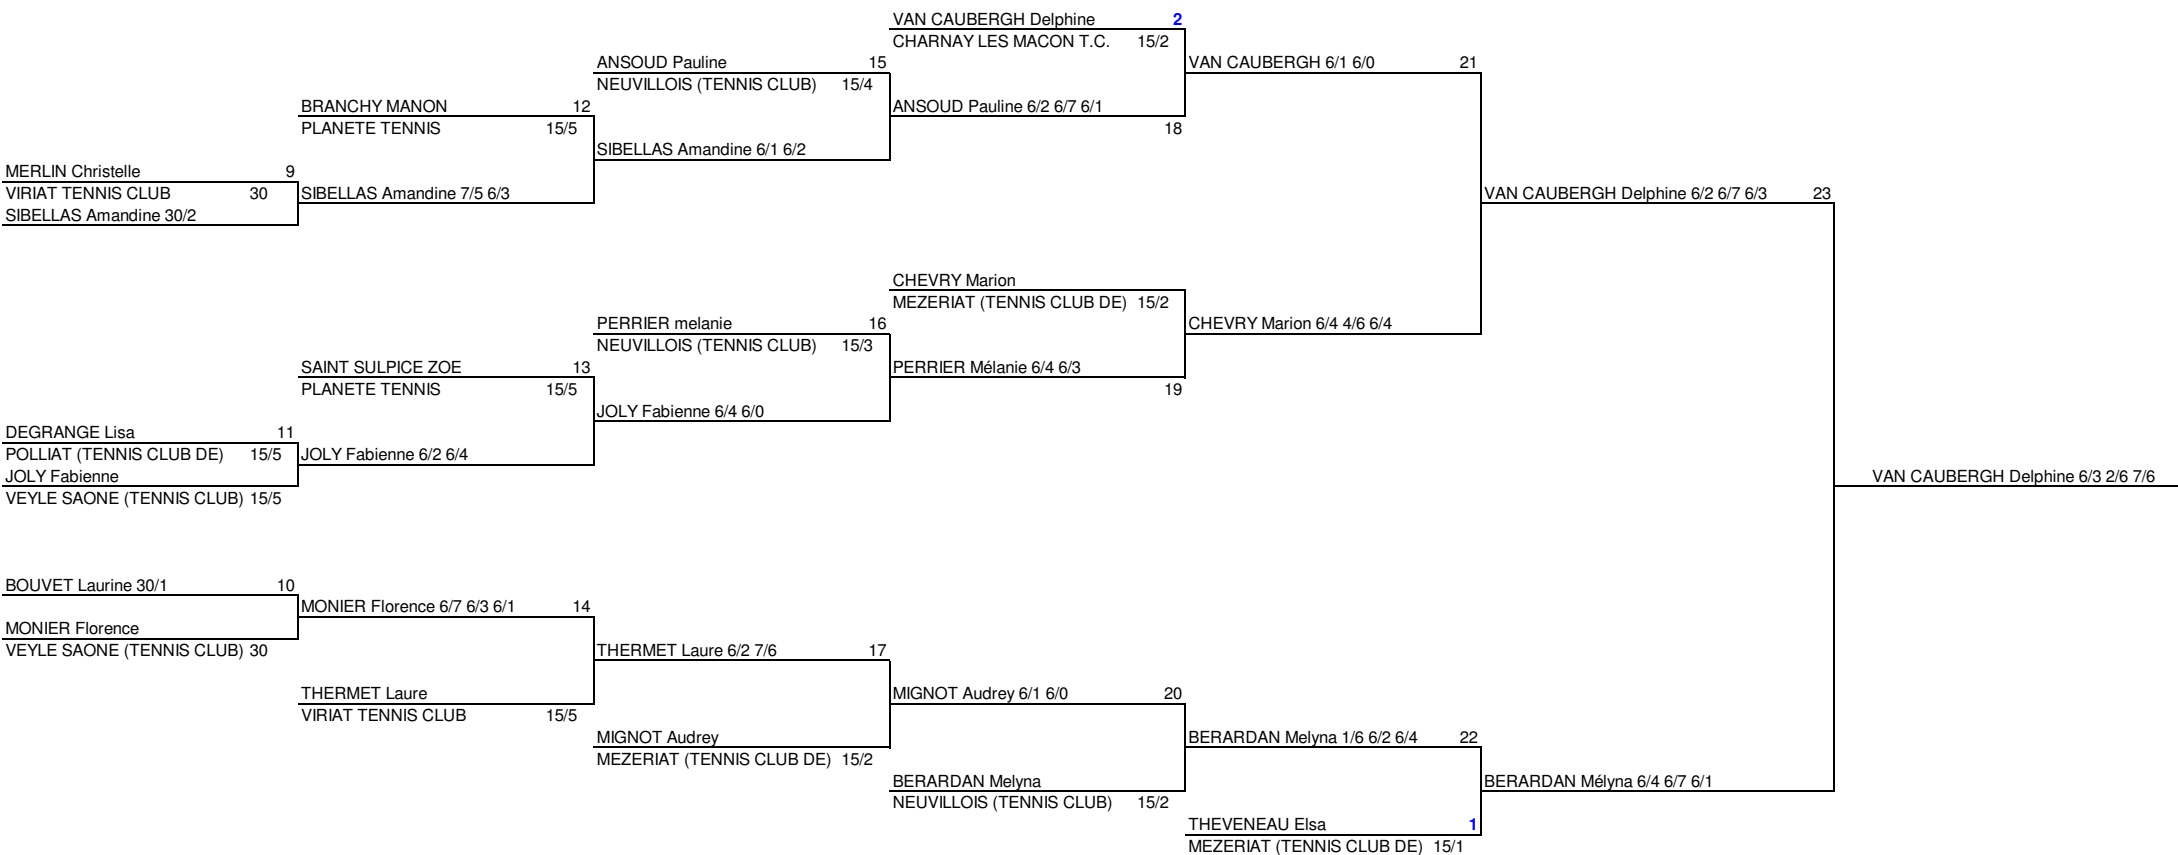 VAN CAUBERGH Delphine 2
CHARNAY LES MACON T.C. 15/2
ANSOUD Pauline 15
VAN CAUBERGH 6/1 6/0 21
NEUVILLOIS (TENNIS CLUB) 15/4
BRANCHY MANON 12
ANSOUD Pauline 6/2 6/7 6/1
PLANETE TENNIS 15/5
18
SIBELLAS Amandine 6/1 6/2
MERLIN Christelle 9
VIRIAT TENNIS CLUB 30
SIBELLAS Amandine 7/5 6/3
VAN CAUBERGH Delphine 6/2 6/7 6/3 23
SIBELLAS Amandine 30/2
CHEVRY Marion
MEZERIAT (TENNIS CLUB DE) 15/2
PERRIER melanie 16
CHEVRY Marion 6/4 4/6 6/4
NEUVILLOIS (TENNIS CLUB) 15/3
SAINT SULPICE ZOE 13
PERRIER Mélanie 6/4 6/3
PLANETE TENNIS 15/5
19
JOLY Fabienne 6/4 6/0
DEGRANGE Lisa 11
POLLIAT (TENNIS CLUB DE) 15/5
JOLY Fabienne 6/2 6/4
JOLY Fabienne
VAN CAUBERGH Delphine 6/3 2/6 7/6
VEYLE SAONE (TENNIS CLUB) 15/5
BOUVET Laurine 30/1 10
MONIER Florence 6/7 6/3 6/1 14
MONIER Florence
VEYLE SAONE (TENNIS CLUB) 30
THERMET Laure 6/2 7/6 17
THERMET Laure
MIGNOT Audrey 6/1 6/0 20
VIRIAT TENNIS CLUB 15/5
MIGNOT Audrey
BERARDAN Melyna 1/6 6/2 6/4 22
MEZERIAT (TENNIS CLUB DE) 15/2
BERARDAN Melyna
BERARDAN Mélyna 6/4 6/7 6/1
NEUVILLOIS (TENNIS CLUB) 15/2
THEVENEAU Elsa 1
MEZERIAT (TENNIS CLUB DE) 15/1